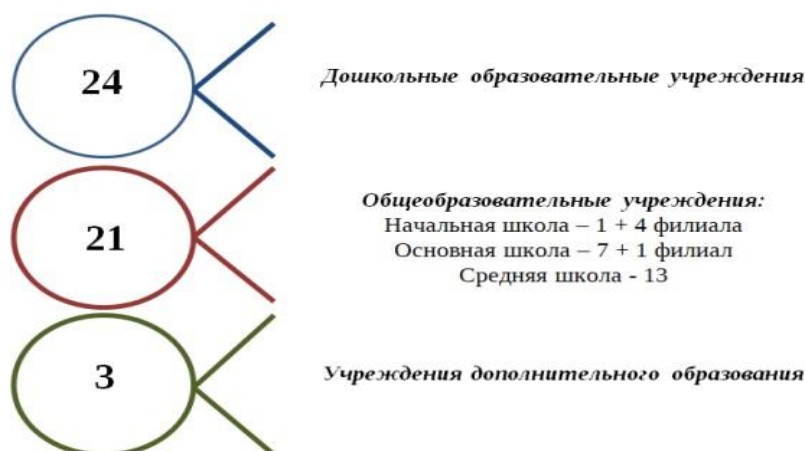 24
Дошкольные образовательные учреждения
21
Общеобразовательные учреждения:
Начальная школа – 1 + 4 филиала
Основная школа – 7 + 1 филиал
Средняя школа - 13
3
Учреждения дополнительного образования